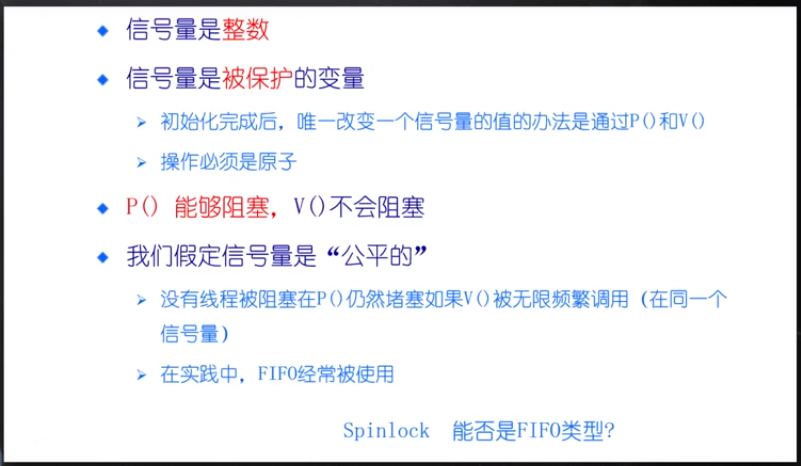 信号量是整数
信号量是被保护的变量
初始化完成后，唯一改变一个信号量的值的办法是通过P()和V()
操作必须是原子
P() 能够阻塞，V()不会阻塞
我们假定信号量是“公平的”
没有线程被阻塞在P()仍然堵塞如果V()被无限频繁调用（在同一个
信号量）
在实践中，FIFO经常被使用
Spinlock 能否是FIFO类型?